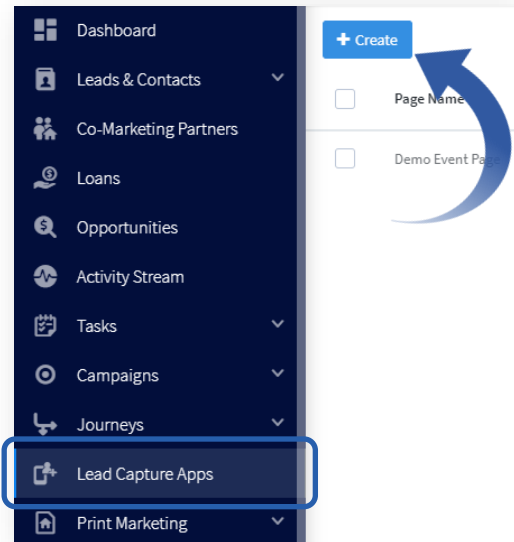 Dashboard
Leads & Contacts
Co-Marketing Partners
Loans
Opportunities
Activity Stream
Tasks
Campaigns
Journeys
Lead Capture Apps
Print Marketing
+ Create
Page Name
Demo Event Page